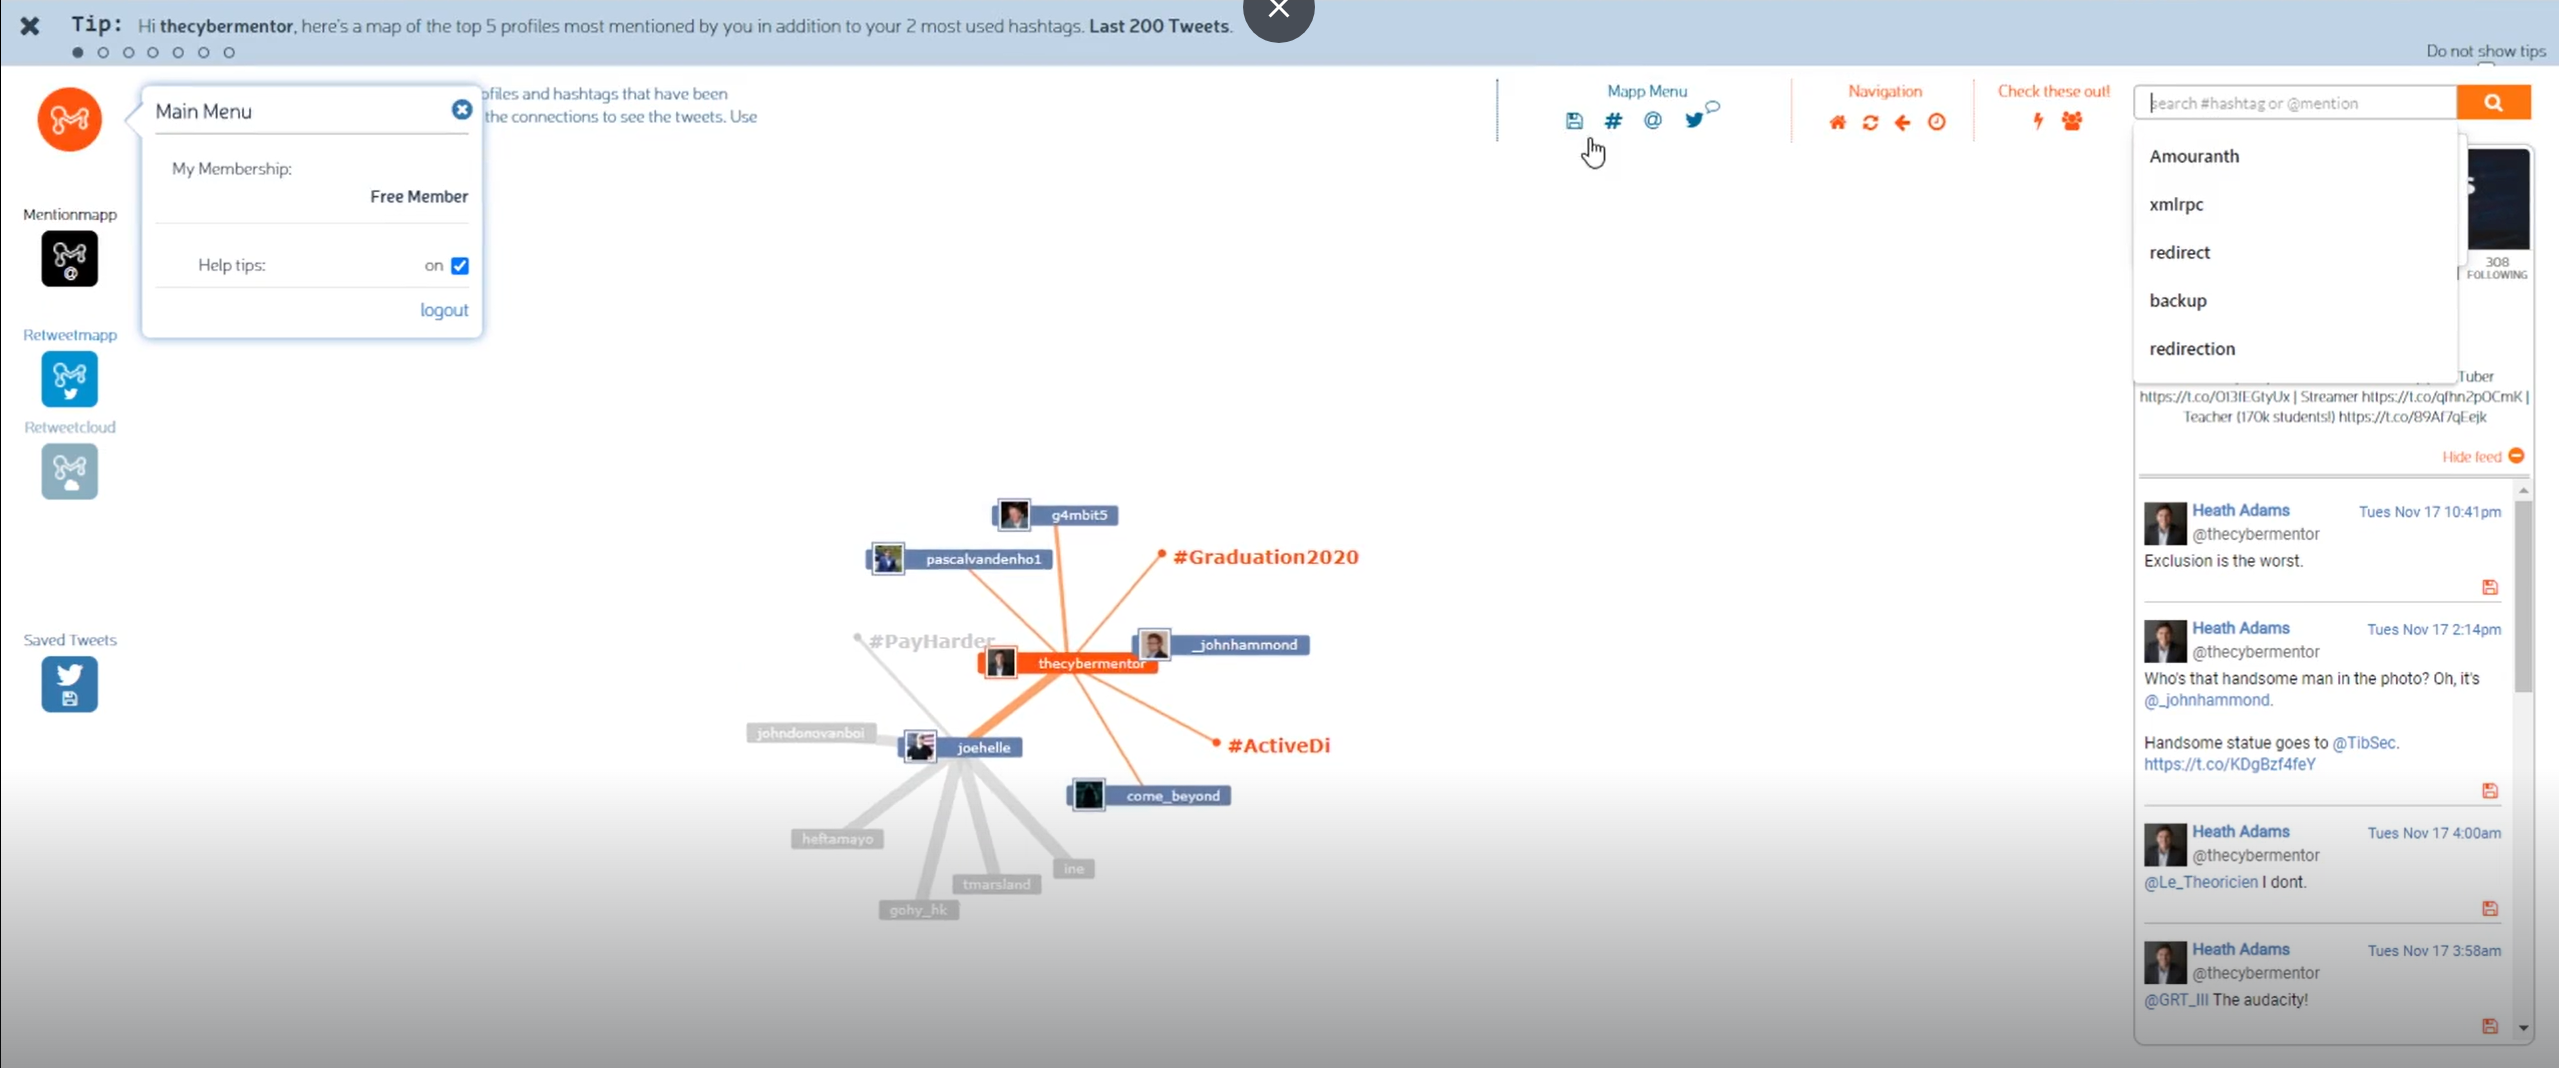 Tip: Hi thecybermentor, here's a map of the top 5 profiles most mentioned by you in addition to your 2 most used hashtags. Last 200 Tweets.
Do not show tips
Main Menu
My Membership:
Free Member
Help tips:
on
logout
ofiles and hashtags that have been
the connections to see the tweets. Use
Mapp Menu
Navigation
Check these out!
search #hashtag or @mention
Amouranth
xmlrpc
redirect
backup
redirection
308
FOLLOWING
Mentionmapp
@
Retweetmapp
Retweetcloud
Saved Tweets
g4mbit5
pascalvandenho1
#Graduation2020
#PayHarder
_johnhammond
thecybermentor
johndonovanboi
joehelle
#ActiveDi
come_beyond
heftamayo
ine
tmarsland
gohy_hk
Tuber
https://t.co/O13fEGtyUx | Streamer https://t.co/qfhn2pOCmK |
Teacher (170k students!) https://t.co/89Af7qEejk
Hide feed
Heath Adams
Tues Nov 17 10:41pm
@thecybermentor
Exclusion is the worst.
Heath Adams
Tues Nov 17 2:14pm
@thecybermentor
Who's that handsome man in the photo? Oh, it's
@_johnhammond.
Handsome statue goes to @TibSec.
https://t.co/KDgBzf4feY
Heath Adams
Tues Nov 17 4:00am
@thecybermentor
@Le_Theoricien I dont.
Heath Adams
Tues Nov 17 3:58am
@thecybermentor
@GRT_III The audacity!